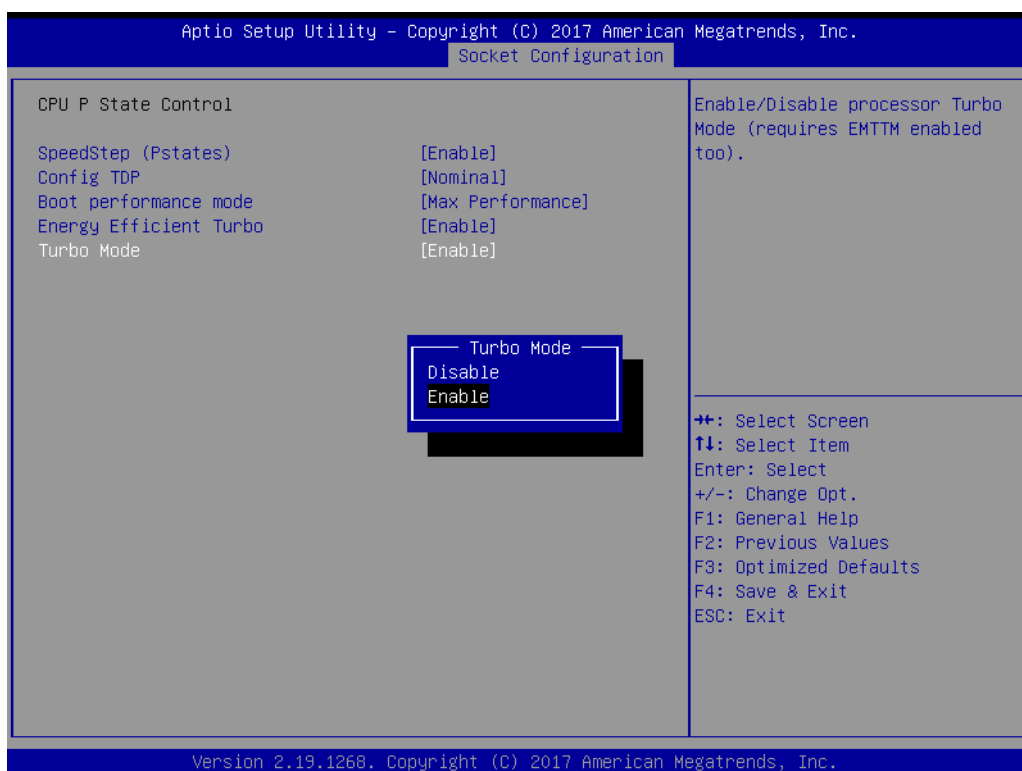 Aptio Setup Utility – Copyright (C) 2017 American Megatrends, Inc.
Socket Configuration
CPU P State Control
SpeedStep (Pstates) [Enable]
Config TDP [Nominal]
Boot performance mode [Max Performance]
Energy Efficient Turbo [Enable]
Turbo Mode [Enable]
Turbo Mode
Disable
Enable
Enable/Disable processor Turbo
Mode (requires EMTTM enabled
too).
→←: Select Screen
↑↓: Select Item
Enter: Select
+/-: Change Opt.
F1: General Help
F2: Previous Values
F3: Optimized Defaults
F4: Save & Exit
ESC: Exit
Version 2.19.1268. Copyright (C) 2017 American Megatrends, Inc.